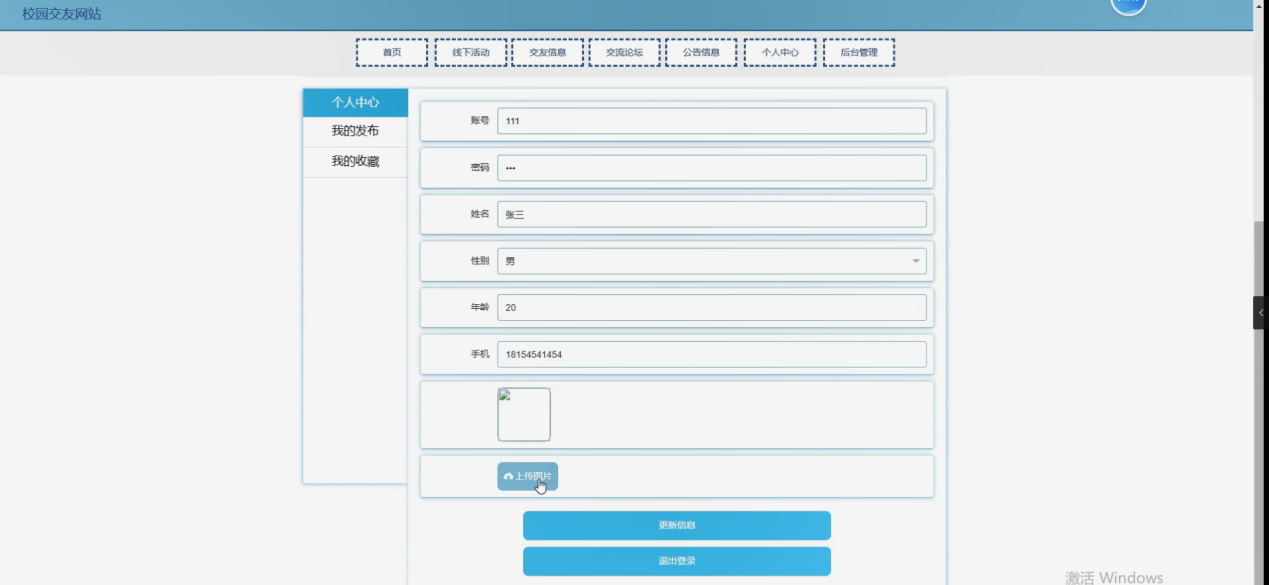 校园交友网站
首页 线下活动 交友信息 交流论坛 公告信息 个人中心 后台管理
个人中心
我的发布
我的收藏
账号 111
密码 •••
姓名 张三
性别 男
年龄 20
手机 18154541454
上传图片
更新信息
退出登录
激活 Windows